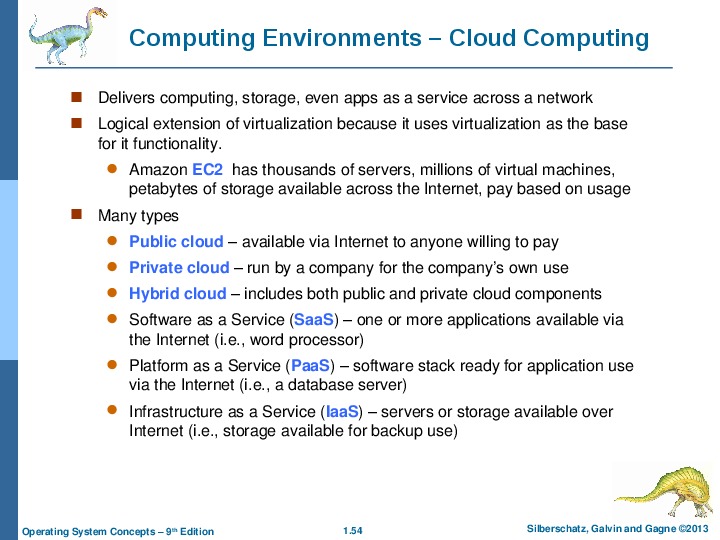 Computing Environments – Cloud Computing
Delivers computing, storage, even apps as a service across a network
Logical extension of virtualization because it uses virtualization as the base
for it functionality.
Amazon EC2 has thousands of servers, millions of virtual machines,
petabytes of storage available across the Internet, pay based on usage
Many types
Public cloud – available via Internet to anyone willing to pay
Private cloud – run by a company for the company's own use
Hybrid cloud – includes both public and private cloud components
Software as a Service (SaaS) – one or more applications available via
the Internet (i.e., word processor)
Platform as a Service (PaaS) – software stack ready for application use
via the Internet (i.e., a database server)
Infrastructure as a Service (IaaS) – servers or storage available over
Internet (i.e., storage available for backup use)
Operating System Concepts – 9th Edition
1.54
Silberschatz, Galvin and Gagne ©2013